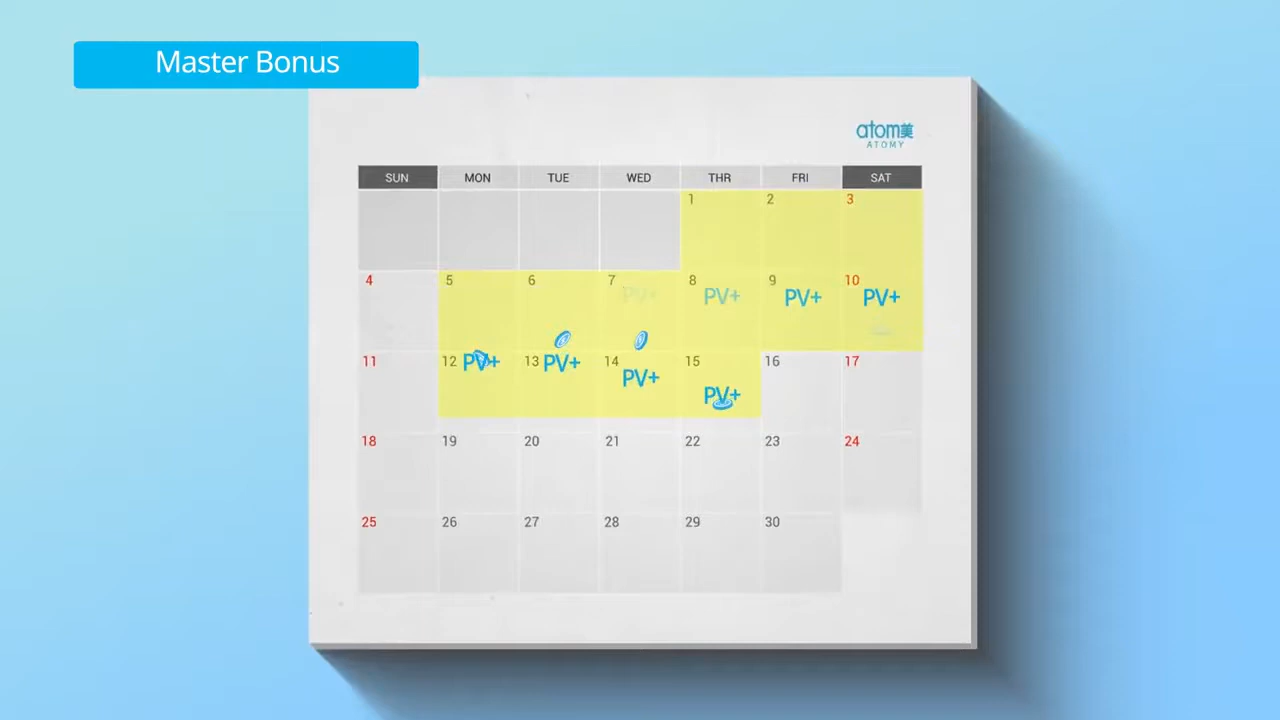 Master Bonus
atom美
ATOMY
SUN MON TUE WED THR FRI SAT
1 2 3
4 5 6 7 8 9 10
PV+ PV+ PV+ PV+
11 12 13 14 15 16 17
PV+ PV+ PV+ PV+
18 19 20 21 22 23 24
25 26 27 28 29 30